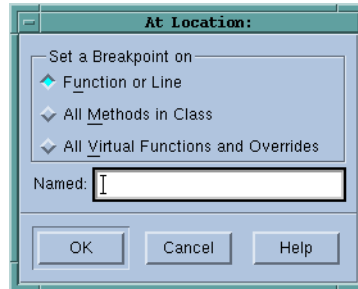 At Location:
Set a Breakpoint on
Function or Line
All Methods in Class
All Virtual Functions and Overrides
Named:
OK Cancel Help